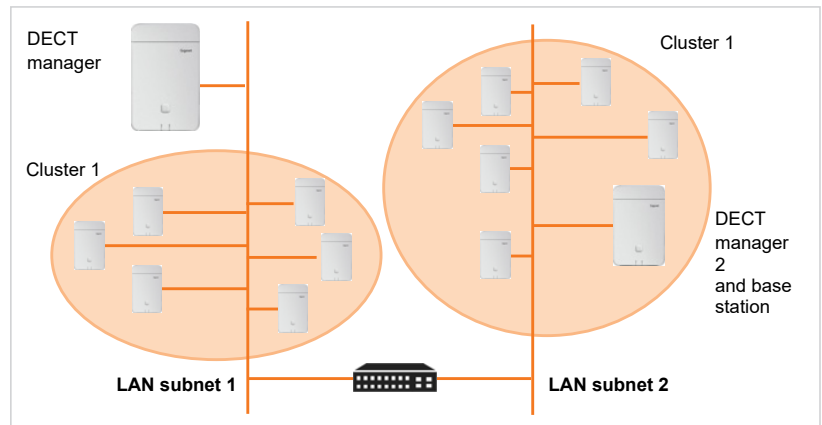 DECT
manager
Cluster 1
Cluster 1
DECT
manager
2
and base
station
LAN subnet 1
LAN subnet 2